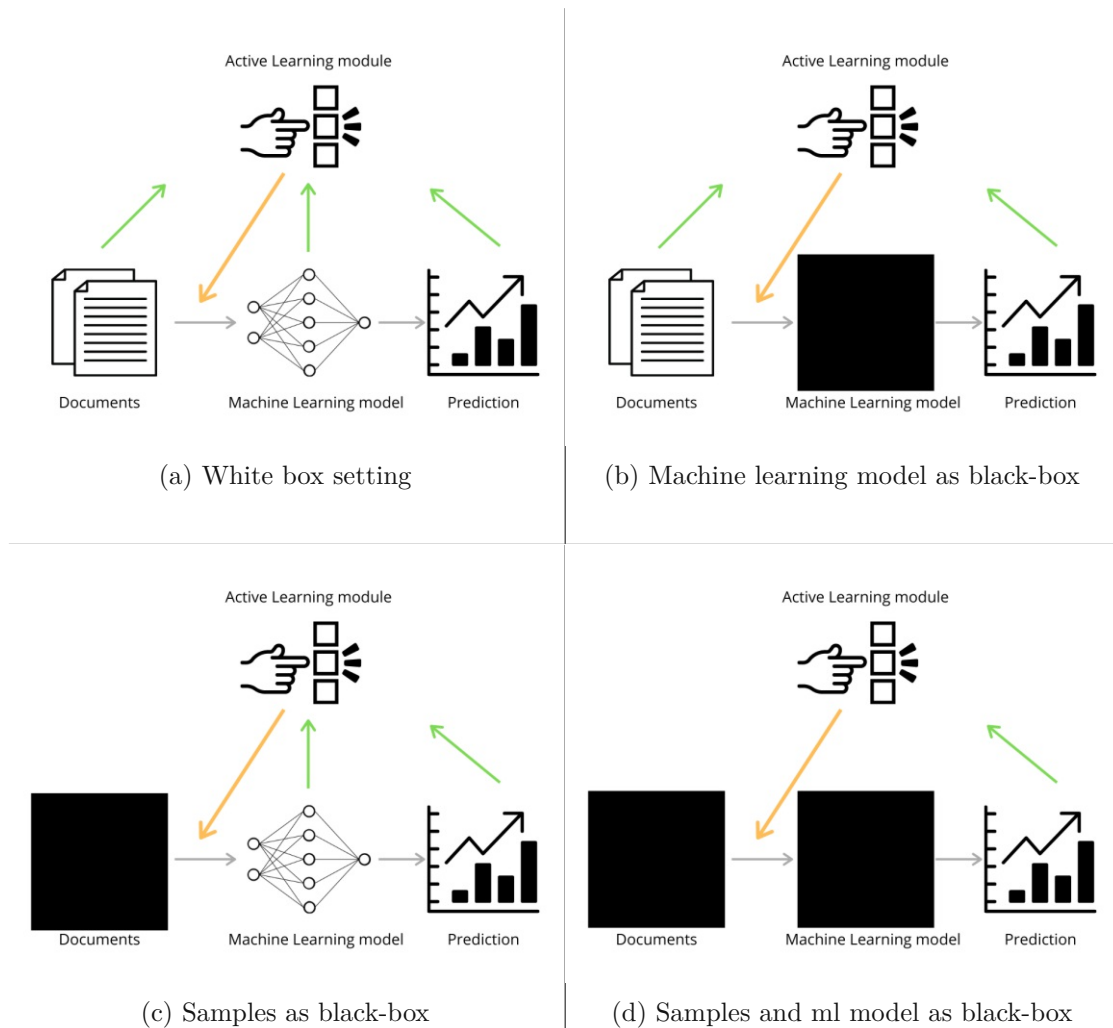 Active Learning module
Documents
Machine Learning model
Prediction
(a) White box setting
Active Learning module
Documents
Machine Learning model
Prediction
(b) Machine learning model as black-box
Active Learning module
Documents
Machine Learning model
Prediction
(c) Samples as black-box
Active Learning module
Documents
Machine Learning model
Prediction
(d) Samples and ml model as black-box